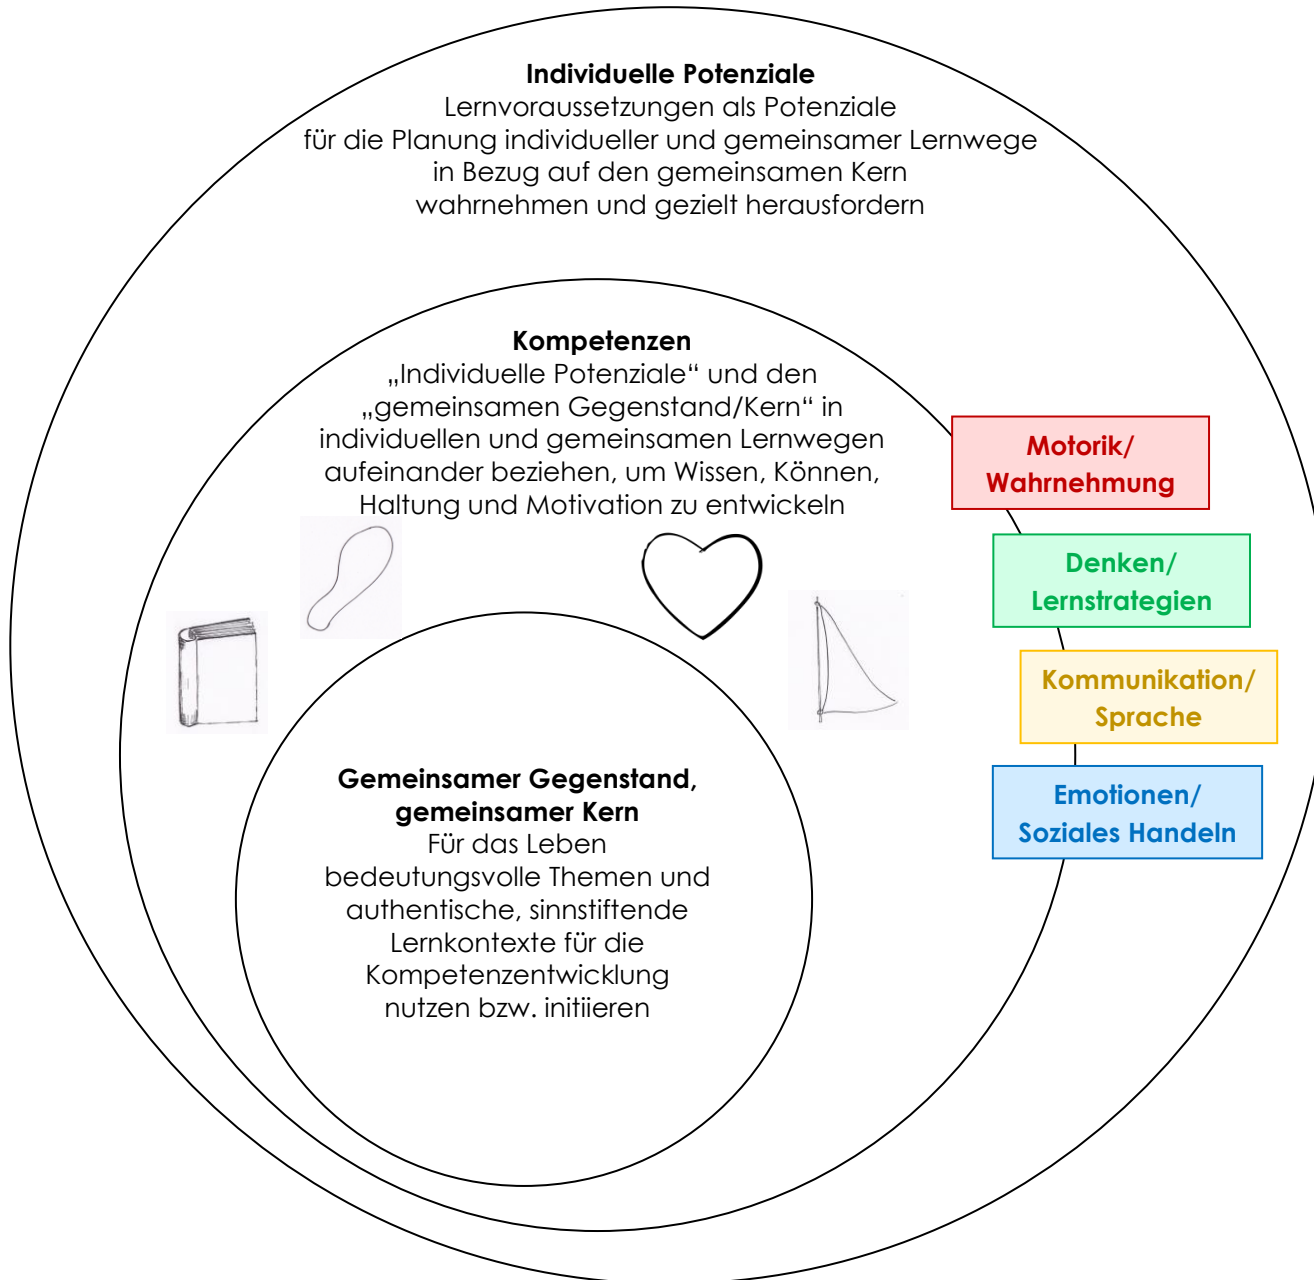 Individuelle Potenziale
Lernvoraussetzungen als Potenziale
für die Planung individueller und gemeinsamer Lernwege
in Bezug auf den gemeinsamen Kern
wahrnehmen und gezielt herausfordern
Kompetenzen
„Individuelle Potenziale“ und den
„gemeinsamen Gegenstand/Kern“ in
individuellen und gemeinsamen Lernwegen
aufeinander beziehen, um Wissen, Können,
Haltung und Motivation zu entwickeln
Motorik/
Wahrnehmung
Denken/
Lernstrategien
Kommunikation/
Sprache
Emotionen/
Soziales Handeln
Gemeinsamer Gegenstand,
gemeinsamer Kern
Für das Leben
bedeutungsvolle Themen und
authentische, sinnstiftende
Lernkontexte für die
Kompetenzentwicklung
nutzen bzw. initiieren